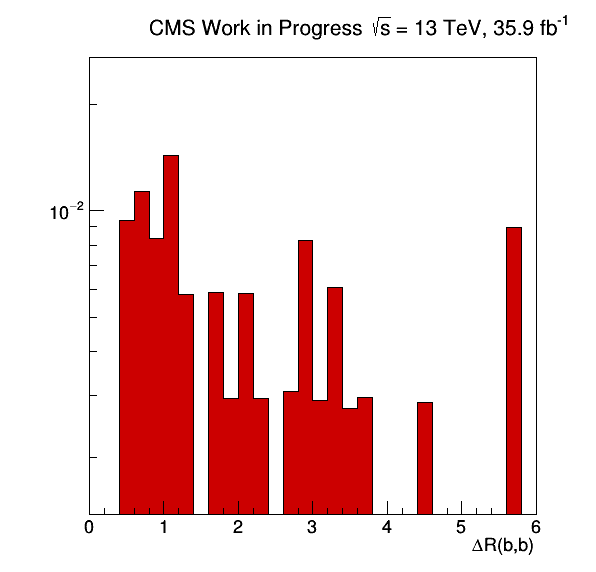 CMS Work in Progress √s = 13 TeV, 35.9 fb⁻¹
10⁻²
0 1 2 3 4 5 6
ΔR(b,b)